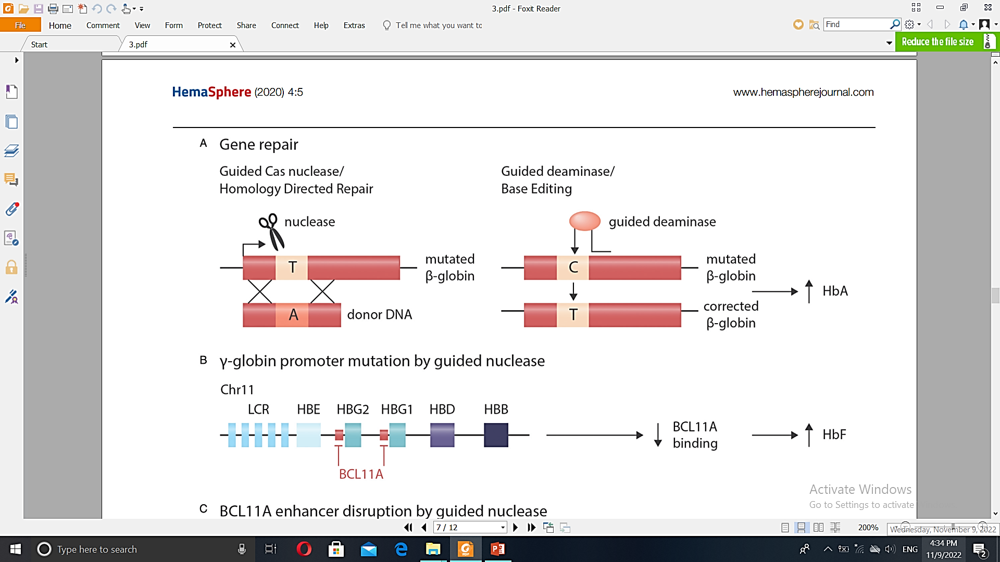 3.pdf - Foxit Reader
File Home Comment View Form Protect Share Connect Help Extras Tell me what you want to Find
Start 3.pdf Reduce the file size
HemaSphere (2020) 4:5 www.hemaspherejournal.com
A Gene repair
Guided Cas nuclease/
Homology Directed Repair
Guided deaminase/
Base Editing
nuclease
guided deaminase
T
mutated
β-globin
A
donor DNA
C
mutated
β-globin
T
corrected
β-globin
HbA
B γ-globin promoter mutation by guided nuclease
Chr11
LCR HBE HBG2 HBG1 HBD HBB
BCL11A
BCL11A
binding
HbF
C BCL11A enhancer disruption by guided nuclease
Activate Windows
Go to Settings to activate
7 / 12
200%
Wednesday, November 9, 2022
Type here to search
ENG
4:34 PM
11/9/2022
2